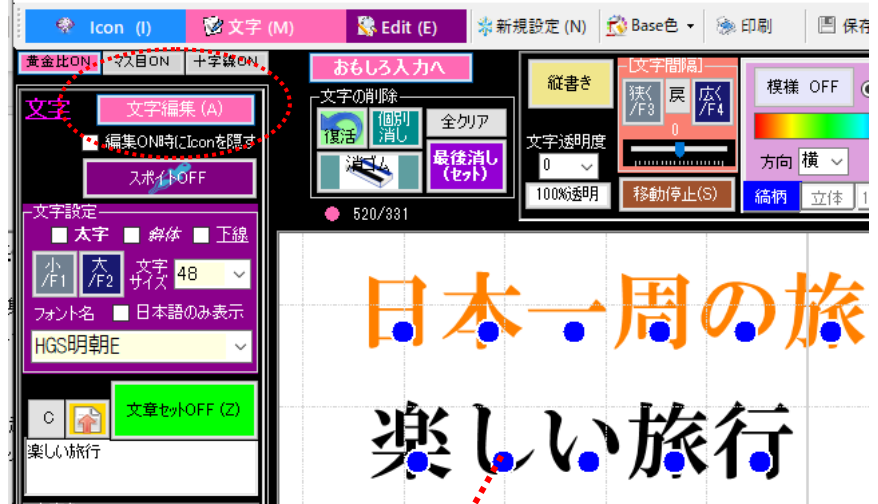 Icon (I)
文字 (M)
Edit (E)
新規設定 (N)
Base色
印刷
保存
黄金比ON
マス目ON
十字線ON
文字
文字編集 (A)
編集ON時にIconを隠す
スポイトOFF
文字設定
太字
斜体
下線
小/F1
大/F2
文字サイズ
48
フォント名
日本語のみ表示
HGS明朝E
C
文章セットOFF (Z)
楽しい旅行
おもしろ入力へ
文字の削除
復活
個別消し
全クリア
消ゴム
最後消し(セット)
520/331
縦書き
文字透明度
0
100%透明
[文字間隔]
狭く/F3
戻
広く/F4
0
移動停止(S)
模様 OFF
方向
横
縞柄
立体
1
日本一周の旅
楽しい旅行